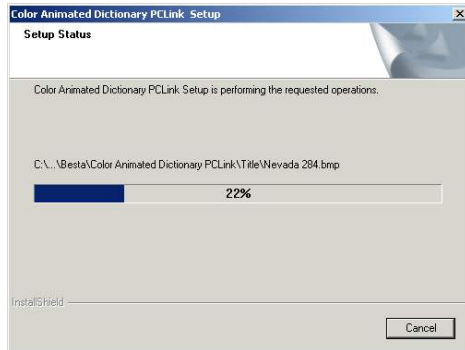 Color Animated Dictionary PCLink Setup
Setup Status
Color Animated Dictionary PCLink Setup is performing the requested operations.
C:\...\Besta\Color Animated Dictionary PCLink\Title\Nevada 284.bmp
22%
InstallShield
Cancel